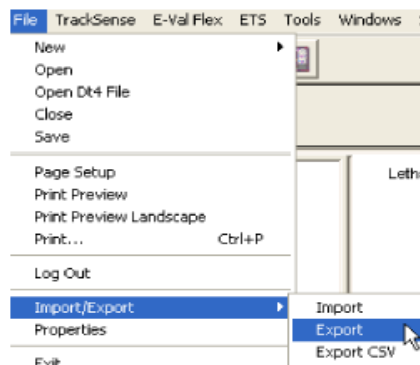 File TrackSense E-Val Flex ETS Tools Windows
New
Open
Open Dt4 File
Close
Save
Page Setup
Leth
Print Preview
Print Preview Landscape
Print... Ctrl+P
Log Out
Import/Export Import
Properties Export
Exit Export CSV